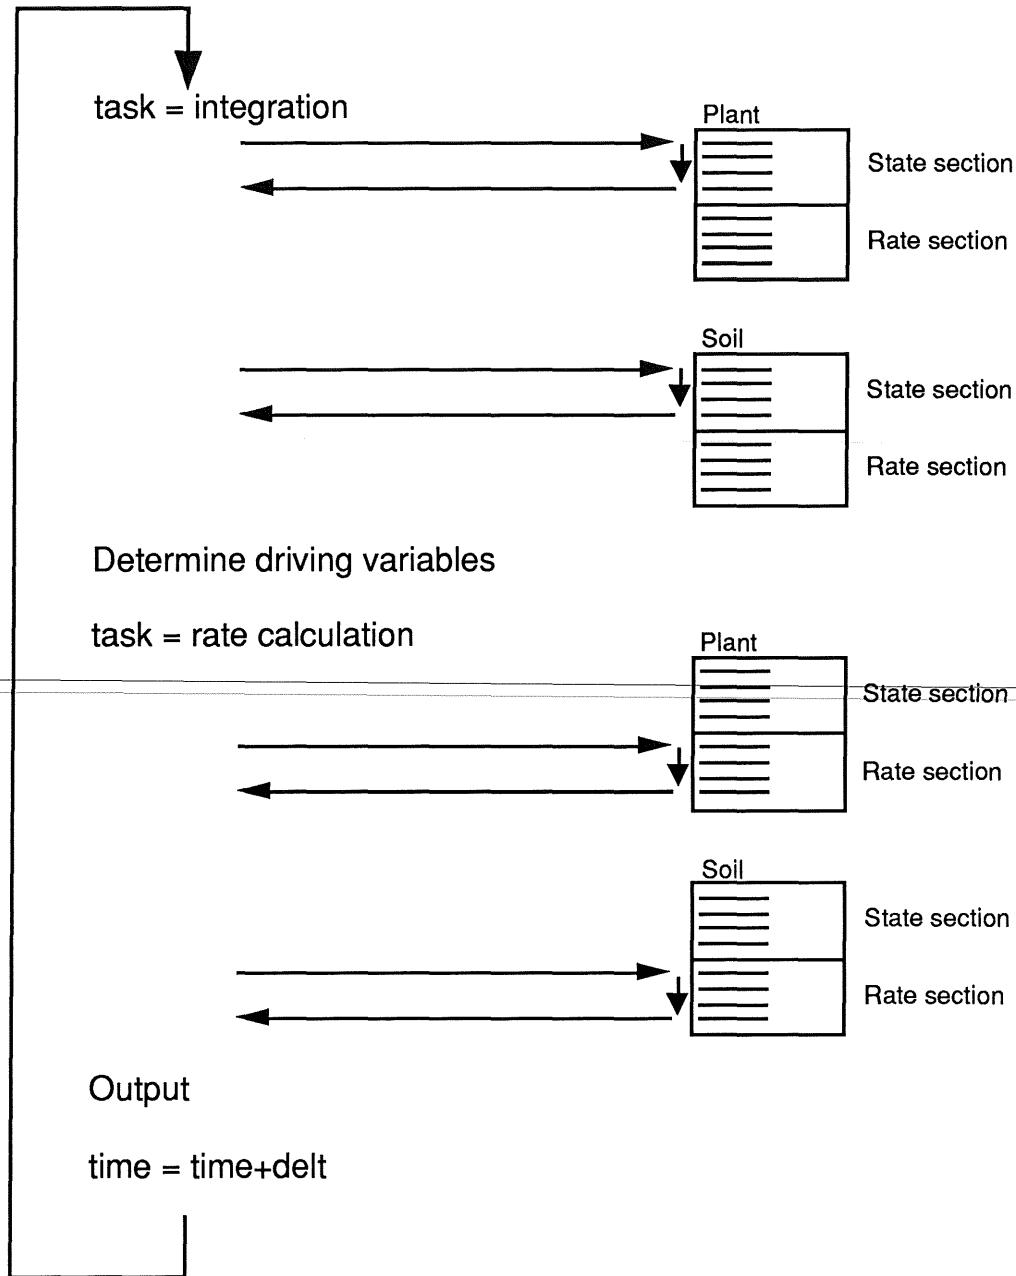 task = integration
Plant
State section
Rate section
Soil
State section
Rate section
Determine driving variables
task = rate calculation
Plant
State section
Rate section
Soil
State section
Rate section
Output
time = time+delt